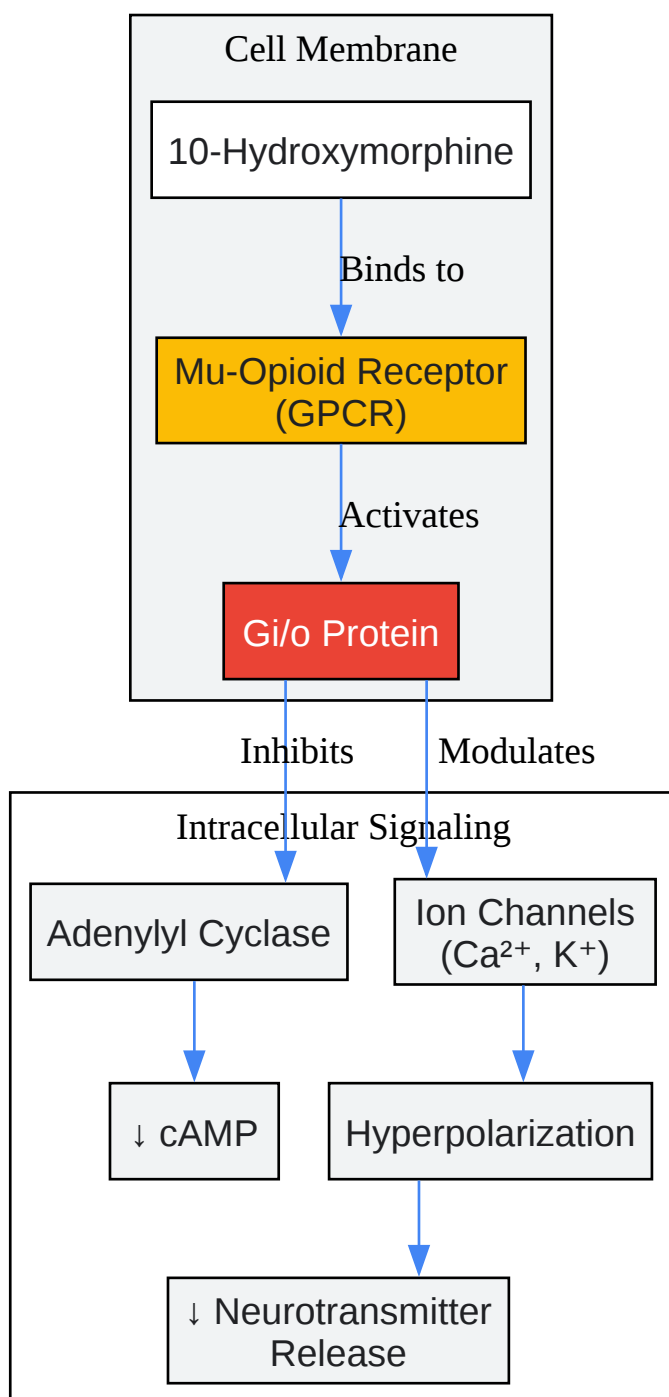 Cell Membrane
10-Hydroxymorphine
Binds to
Mu-Opioid Receptor
(GPCR)
Activates
Gi/o Protein
Inhibits
Modulates
Intracellular Signaling
Adenylyl Cyclase
Ion Channels
(Ca²⁺, K⁺)
↓ cAMP
Hyperpolarization
↓ Neurotransmitter
Release